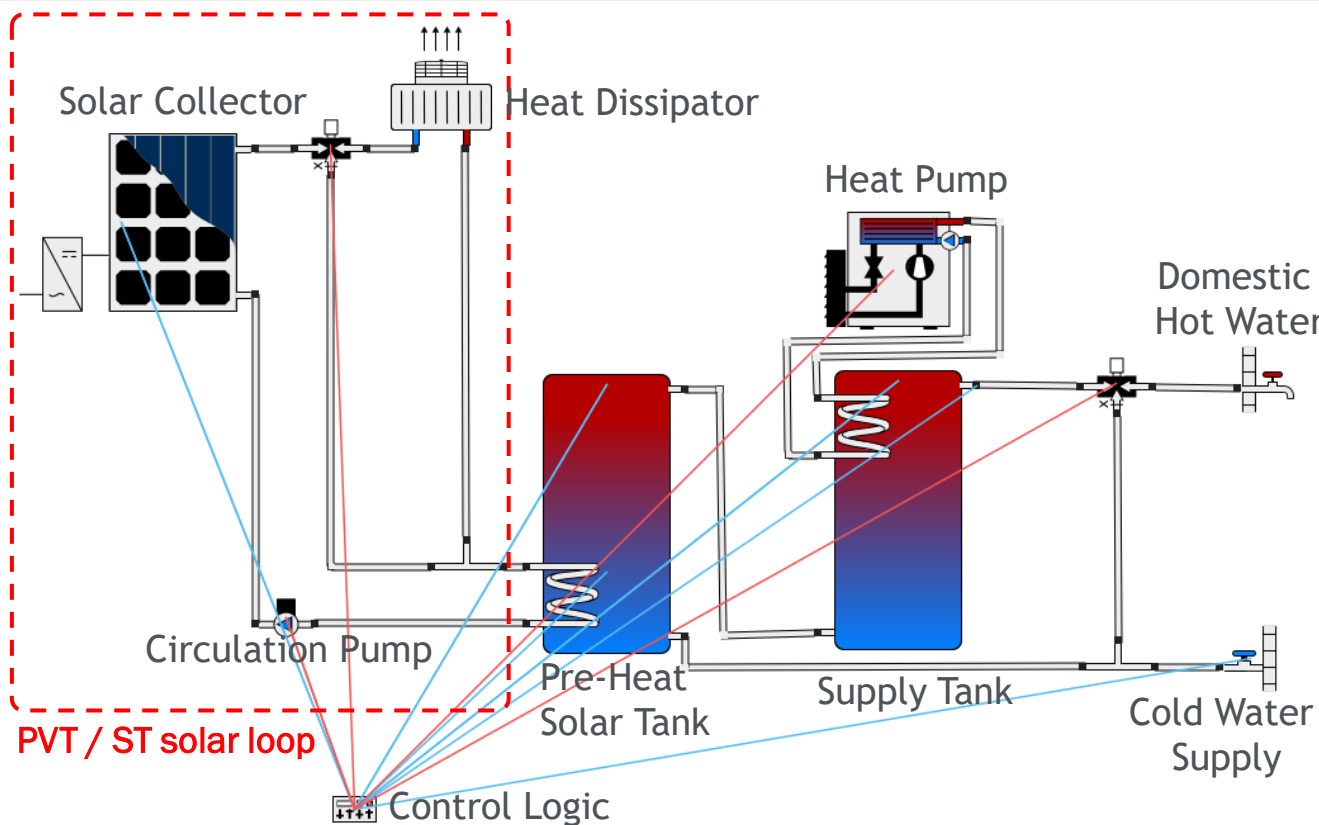 Solar Collector
Heat Dissipator
Heat Pump
Domestic
Hot Water
Circulation Pump
Pre-Heat
Solar Tank
Supply Tank
Cold Water
Supply
PVT / ST solar loop
Control Logic
X
X